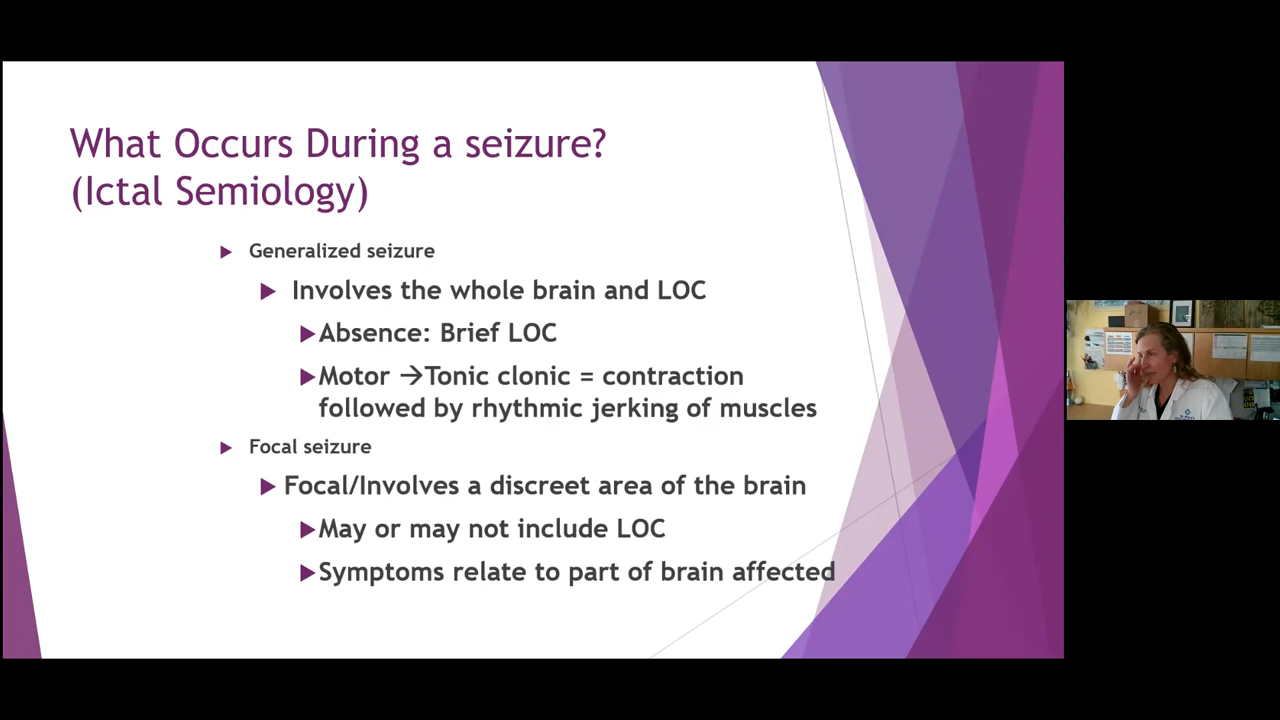 What Occurs During a seizure?
(Ictal Semiology)
Generalized seizure
Involves the whole brain and LOC
Absence: Brief LOC
Motor →Tonic clonic = contraction
followed by rhythmic jerking of muscles
Focal seizure
Focal/Involves a discreet area of the brain
May or may not include LOC
Symptoms relate to part of brain affected